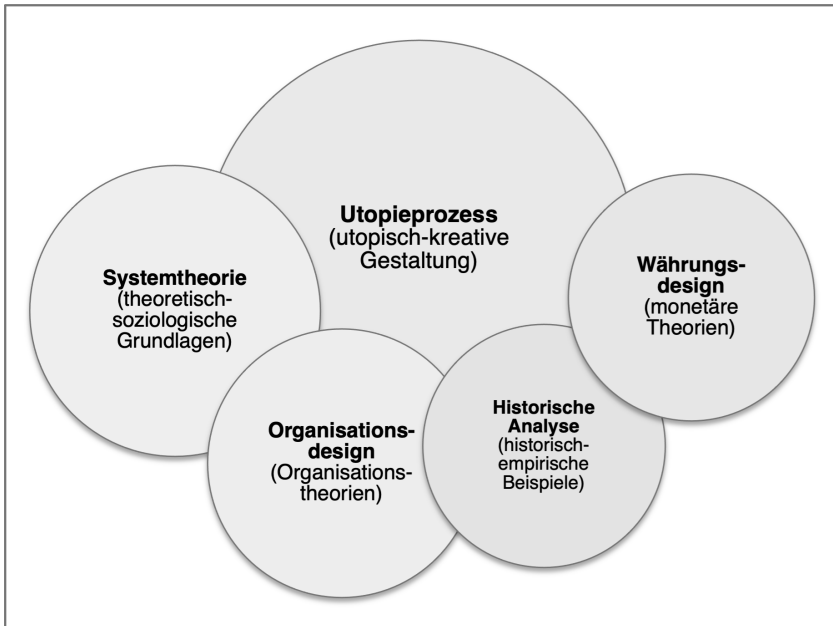 Utopieprozess
(utopisch-kreative
Gestaltung)
Systemtheorie
(theoretisch-
soziologische
Grundlagen)
Währungs-
design
(monetäre
Theorien)
Organisations-
design
(Organisations-
theorien)
Historische
Analyse
(historisch-
empirische
Beispiele)